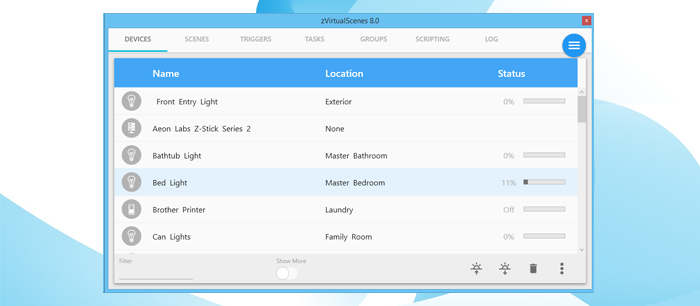 zVirtualScenes 8.0
x
DEVICES SCENES TRIGGERS TASKS GROUPS SCRIPTING LOG
Name Location Status
Front Entry Light Exterior 0%
Aeon Labs Z-Stick Series 2 None
Bathtub Light Master Bathroom 0%
Bed Light Master Bedroom 11%
Brother Printer Laundry Off
Can Lights Family Room 0%
Filter Show More